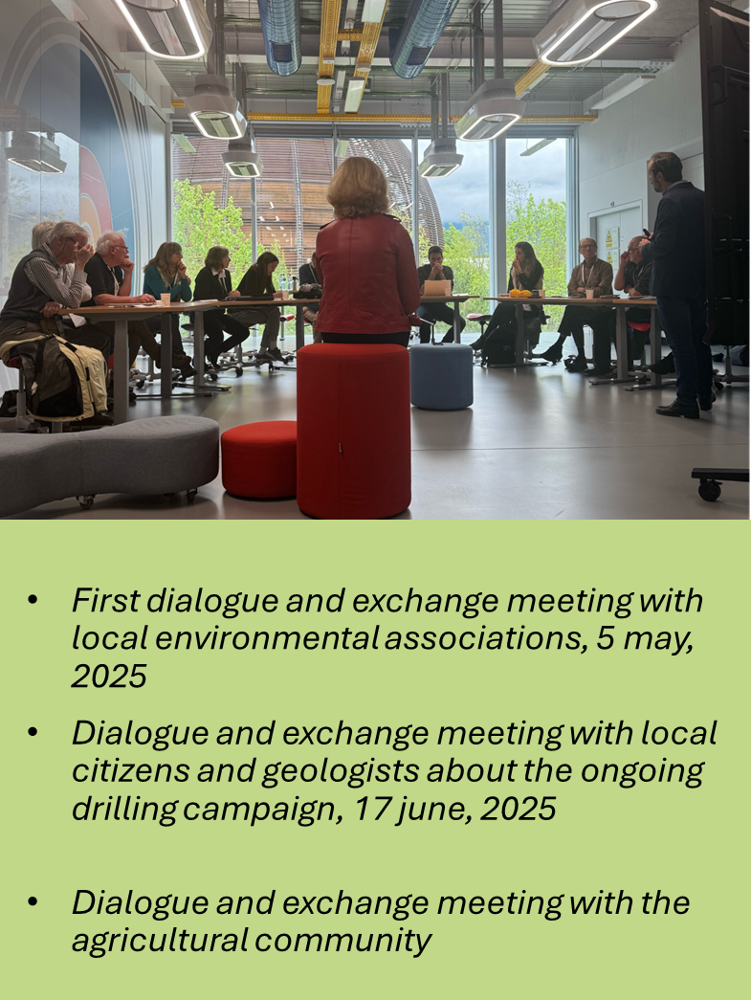 • First dialogue and exchange meeting with
local environmental associations, 5 may,
2025
• Dialogue and exchange meeting with local
citizens and geologists about the ongoing
drilling campaign, 17 june, 2025
• Dialogue and exchange meeting with the
agricultural community